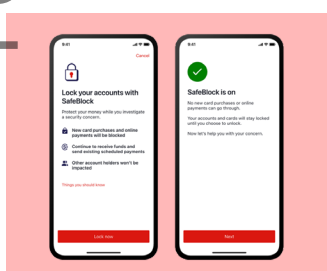 9:41
Cancel
Lock your accounts with
SafeBlock
Protect your money while you investigate
a security concern.
New card purchases and online
payments will be blocked
Continue to receive funds and
send existing scheduled payments
Other account holders won't be
impacted
Things you should know
Lock now
9:41
SafeBlock is on
No new card purchases or online
payments can go through.
Your accounts and cards will stay locked
until you choose to unlock.
Now let's help you with your concern.
Next